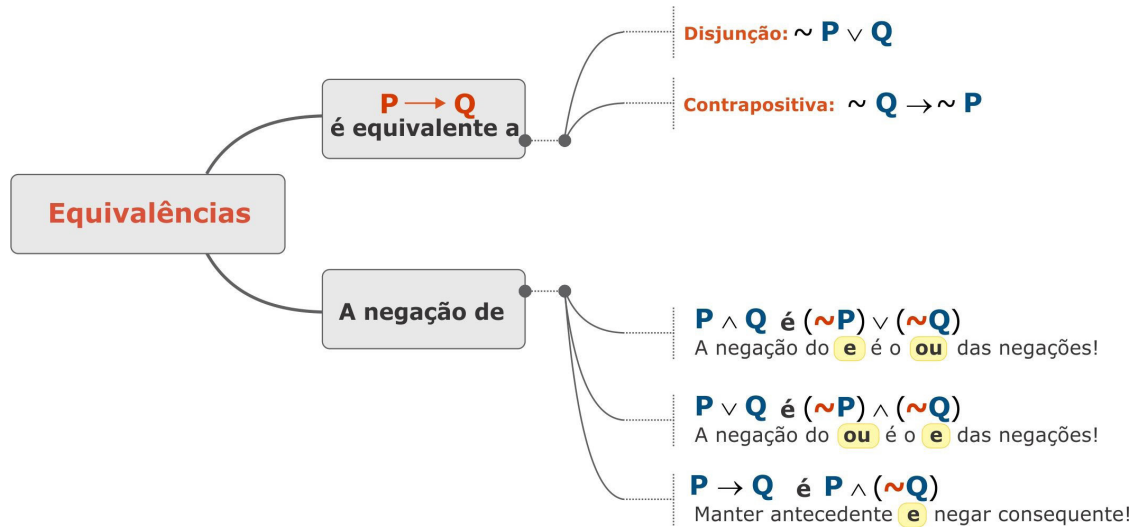 Equivalências
P → Q
é equivalente a
Disjunção: ~ P ∨ Q
Contrapositiva: ~ Q →~ P
A negação de
P ∧ Q é (~P) ∨ (~Q)
A negação do e é o ou das negações!
P ∨ Q é (~P) ∧ (~Q)
A negação do ou é o e das negações!
P → Q é P ∧ (~Q)
Manter antecedente e negar consequente!